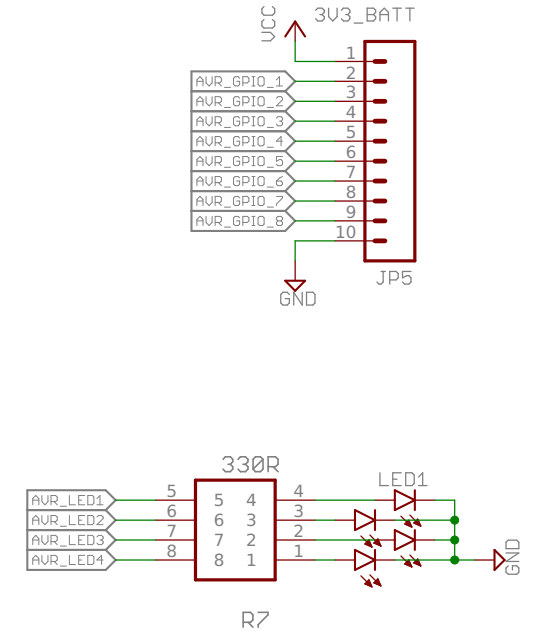 VCC
3V3_BATT
1
AVR_GPIO_1 2
AVR_GPIO_2 3
AVR_GPIO_3 4
AVR_GPIO_4 5
AVR_GPIO_5 6
AVR_GPIO_6 7
AVR_GPIO_7 8
AVR_GPIO_8 9
10
JP5
GND
330R
LED1
AVR_LED1 5 5 4 4
AVR_LED2 6 6 3 3
AVR_LED3 7 7 2 2
AVR_LED4 8 8 1 1
GND
R7